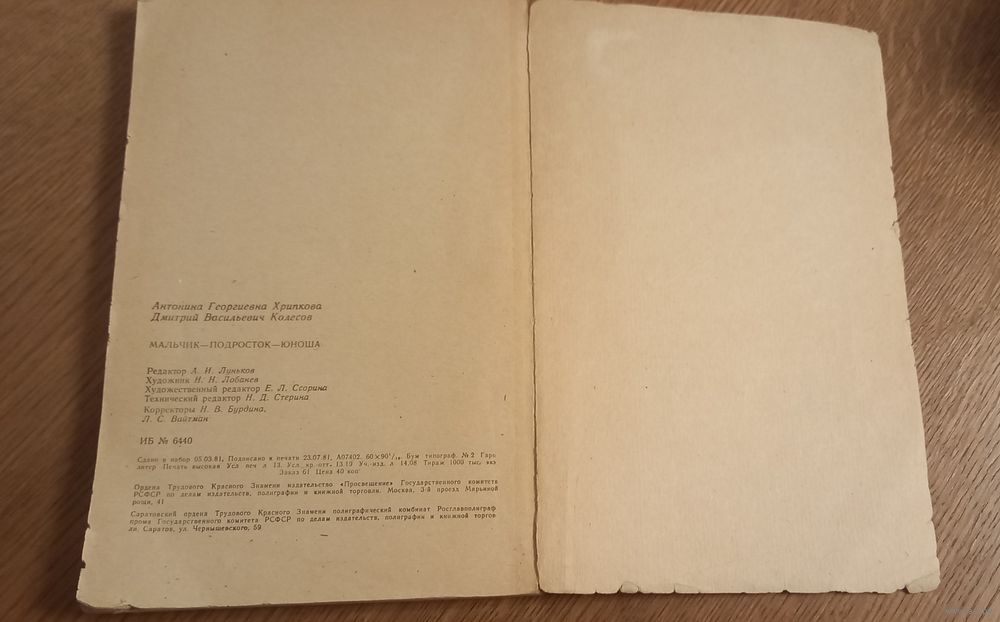 Антонина Георгиевна Хрипкова
Дмитрий Васильевич Колесов
МАЛЬЧИК—ПОДРОСТОК—ЮНОША
Редактор А. И. Луньков
Художник Н. Н. Лобанев
Художественный редактор Е. Л. Ссорина
Технический редактор Н. Д. Стерина
Корректоры Н. В. Бурдина,
Л. С. Вайтман
ИБ № 6440
Сдано в набор 05.03.81. Подписано к печати 23.07.81. А07402. 60×90¹/₁₆. Бум типограф. № 2 Гарн
литер Печать высокая Усл печ л 13. Усл. кр.-отт. 13,19 Уч.-изд. л 14,08 Тираж 1000 тыс. экз
Заказ 61 Цена 40 коп
Ордена Трудового Красного Знамени издательство «Просвещение» Государственного комитета
РСФСР по делам издательств, полиграфии и книжной торговли. Москва, 3-й проезд Марьиной
рощи, 41
Саратовский ордена Трудового Красного Знамени полиграфический комбинат Росглавполиграф
прома Государственного комитета РСФСР по делам издательств, полиграфии и книжной торгов
ли. Саратов, ул. Чернышевского, 59